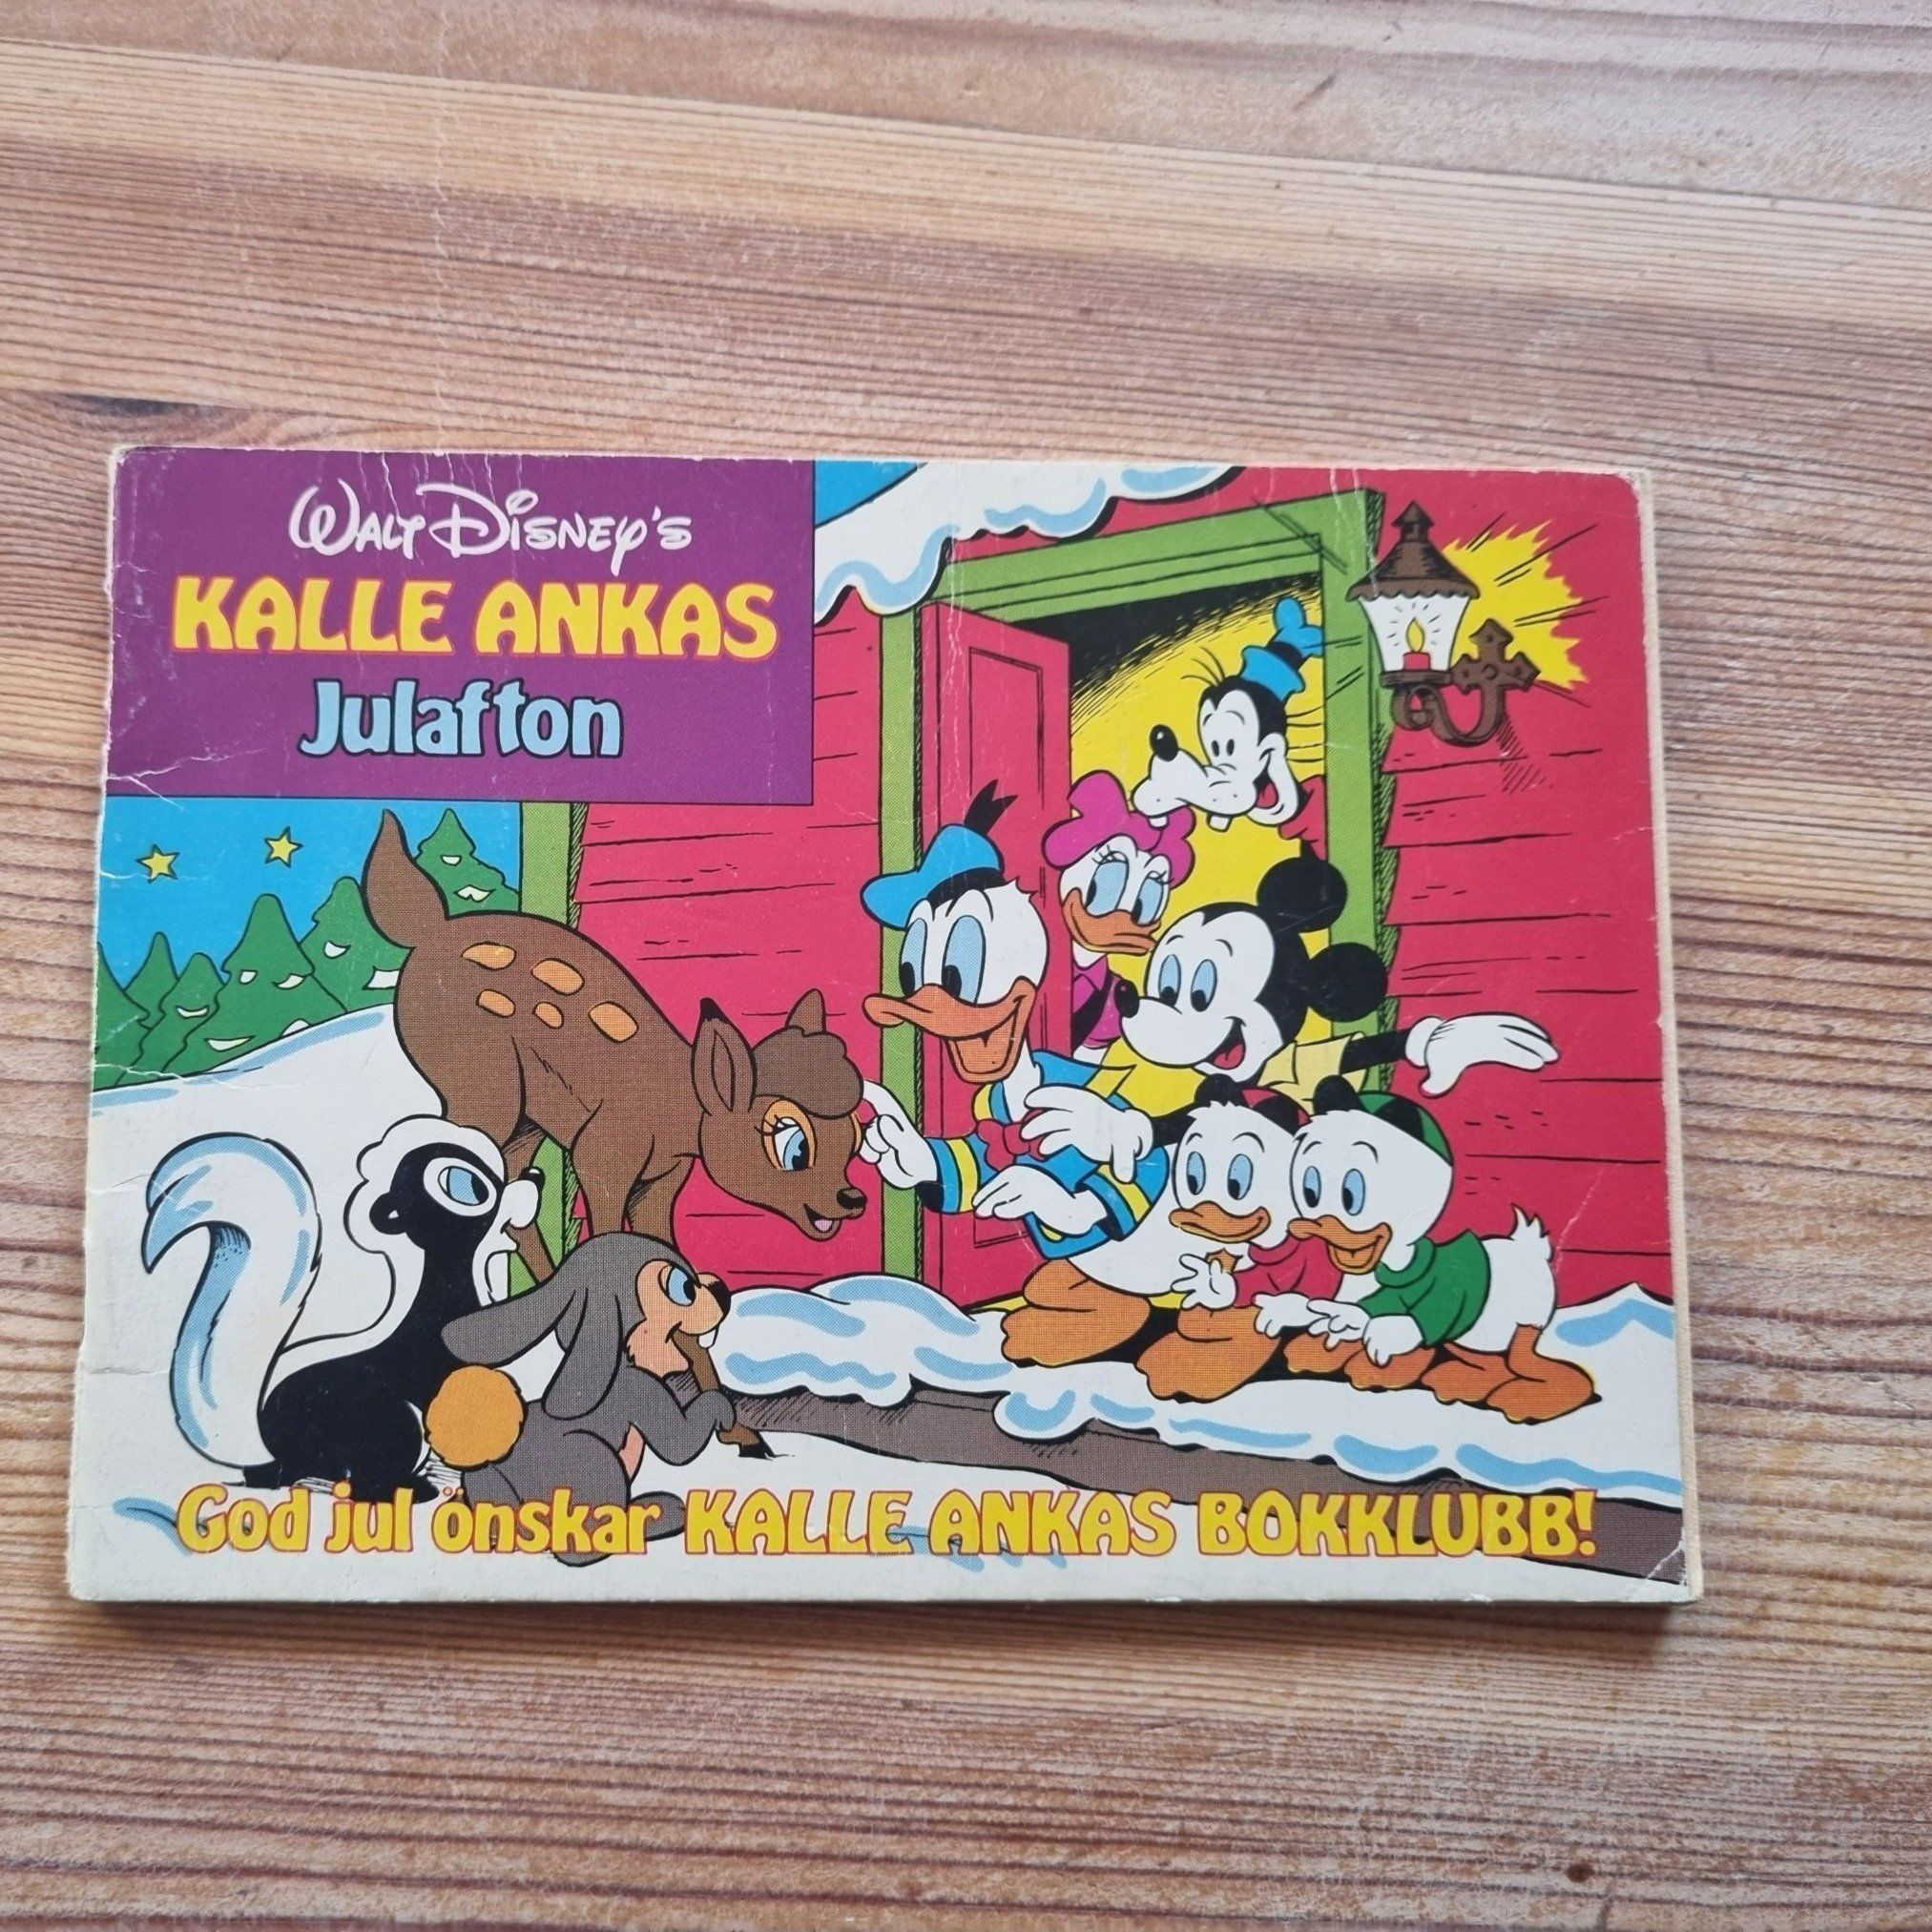 WALT DISNEY'S
KALLE ANKAS
Julafton
God jul önskar KALLE ANKAS BOKKLUBB!